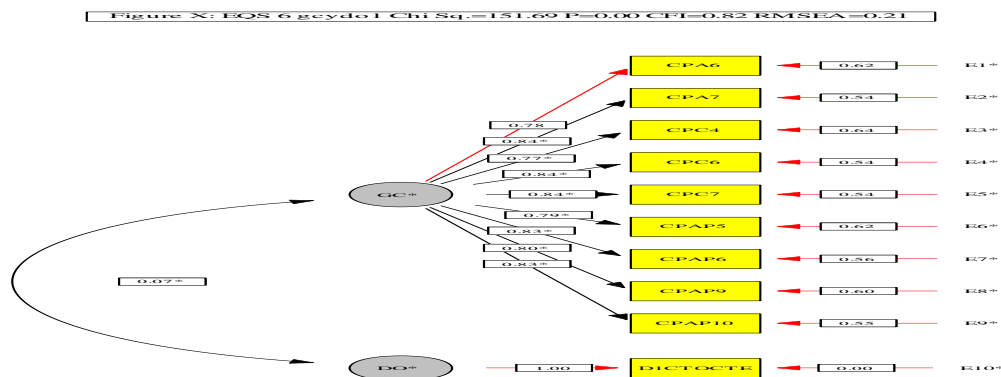 Figure X: EQS 6 gcydo1 Chi Sq.=151.69 P=0.00 CFI=0.82 RMSEA=0.21
CPA6 0.62 E1*
CPA7 0.54 E2*
0.78
CPC4 0.64 E3*
0.84*
0.77*
CPC6 0.54 E4*
0.84*
GC* 0.84* CPC7 0.54 E5*
0.79*
CPAP5 0.62 E6*
0.83*
0.80*
CPAP6 0.56 E7*
0.83*
0.07*
CPAP9 0.60 E8*
CPAP10 0.55 E9*
DO* 1.00 D1CTOCTE 0.00 E10*